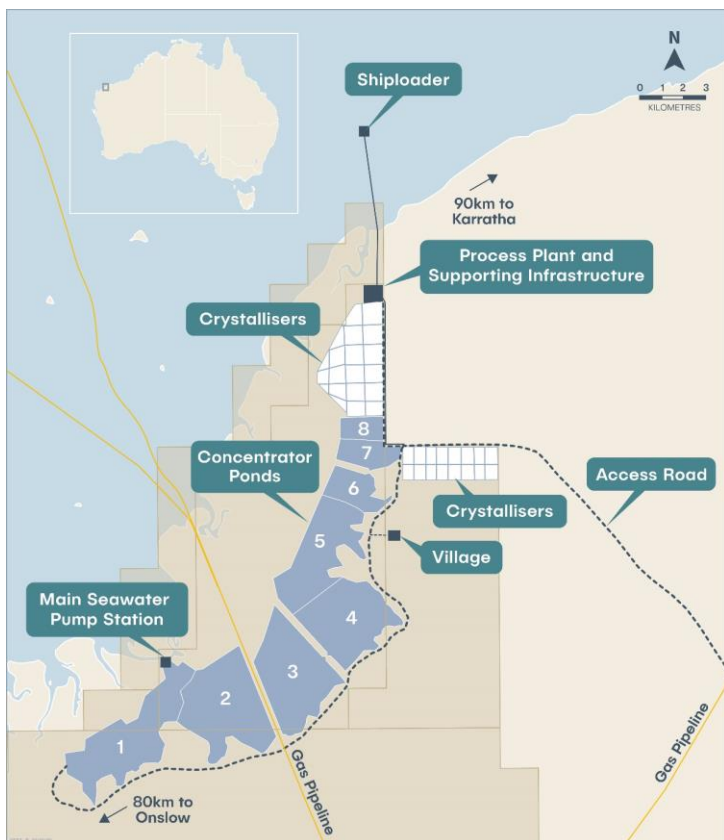 N
0 1 2 3
KILOMETRES
Shiploader
90km to
Karratha
Process Plant and
Supporting Infrastructure
Crystallisers
8
7
Concentrator
Ponds
6
Access Road
Crystallisers
5
Village
Main Seawater
Pump Station
4
3
2
1
Gas Pipeline
Gas Pipeline
80km to
Onslow